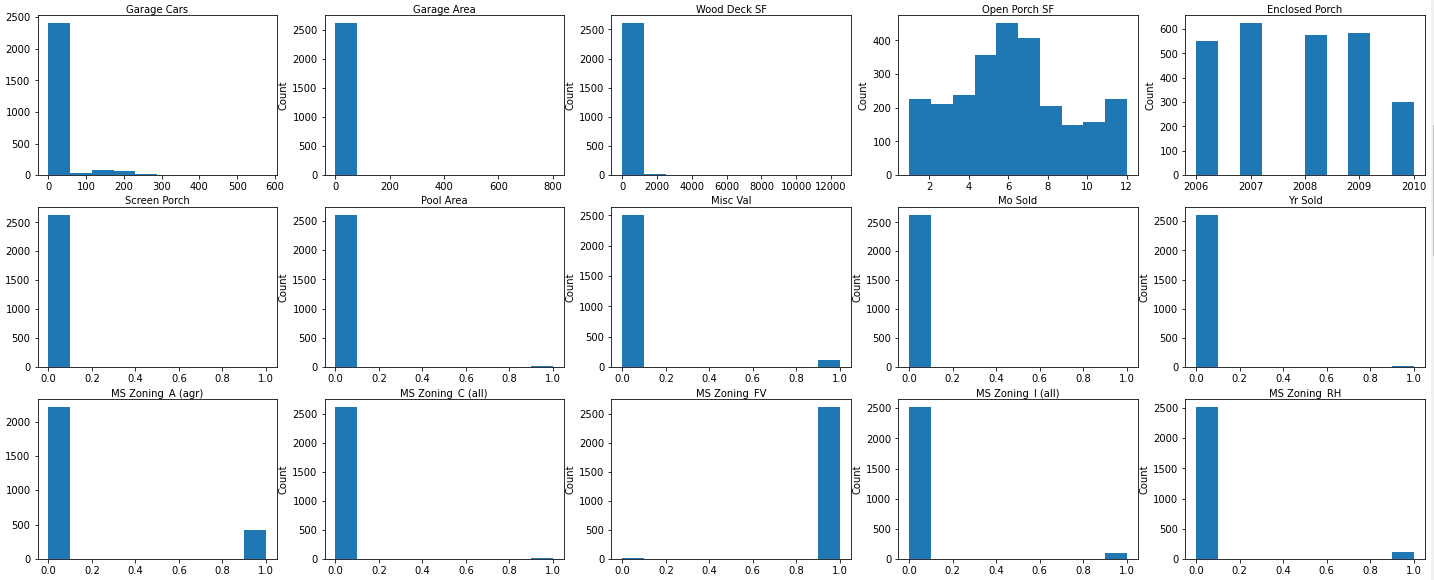 Garage Cars
Garage Area
Wood Deck SF
Open Porch SF
Enclosed Porch
2500
2000
1500
1000
500
0
0 100 200 300 400 500 600
Count
2500
2000
1500
1000
500
0
0 200 400 600 800
Count
2500
2000
1500
1000
500
0
0 2000 4000 6000 8000 10000 12000
Count
400
300
200
100
0
2 4 6 8 10 12
Count
600
500
400
300
200
100
0
2006 2007 2008 2009 2010
Screen Porch
Pool Area
Misc Val
Mo Sold
Yr Sold
2500
2000
1500
1000
500
0
0.0 0.2 0.4 0.6 0.8 1.0
Count
2500
2000
1500
1000
500
0
0.0 0.2 0.4 0.6 0.8 1.0
Count
2500
2000
1500
1000
500
0
0.0 0.2 0.4 0.6 0.8 1.0
Count
2500
2000
1500
1000
500
0
0.0 0.2 0.4 0.6 0.8 1.0
Count
2500
2000
1500
1000
500
0
0.0 0.2 0.4 0.6 0.8 1.0
MS Zoning_A (agr)
MS Zoning_C (all)
MS Zoning_FV
MS Zoning_I (all)
MS Zoning_RH
2000
1500
1000
500
0
0.0 0.2 0.4 0.6 0.8 1.0
Count
2500
2000
1500
1000
500
0
0.0 0.2 0.4 0.6 0.8 1.0
Count
2500
2000
1500
1000
500
0
0.0 0.2 0.4 0.6 0.8 1.0
Count
2500
2000
1500
1000
500
0
0.0 0.2 0.4 0.6 0.8 1.0
Count
2500
2000
1500
1000
500
0
0.0 0.2 0.4 0.6 0.8 1.0